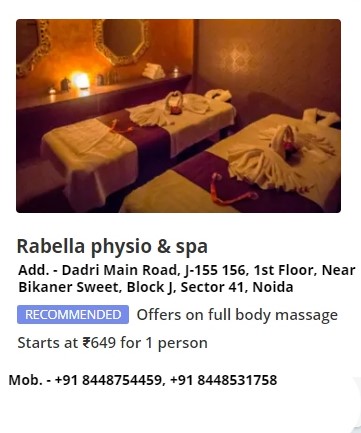 Rabella physio & spa
Add. - Dadri Main Road, J-155 156, 1st Floor, Near
Bikaner Sweet, Block J, Sector 41, Noida
RECOMMENDED Offers on full body massage
Starts at ₹649 for 1 person
Mob. - +91 8448754459, +91 8448531758